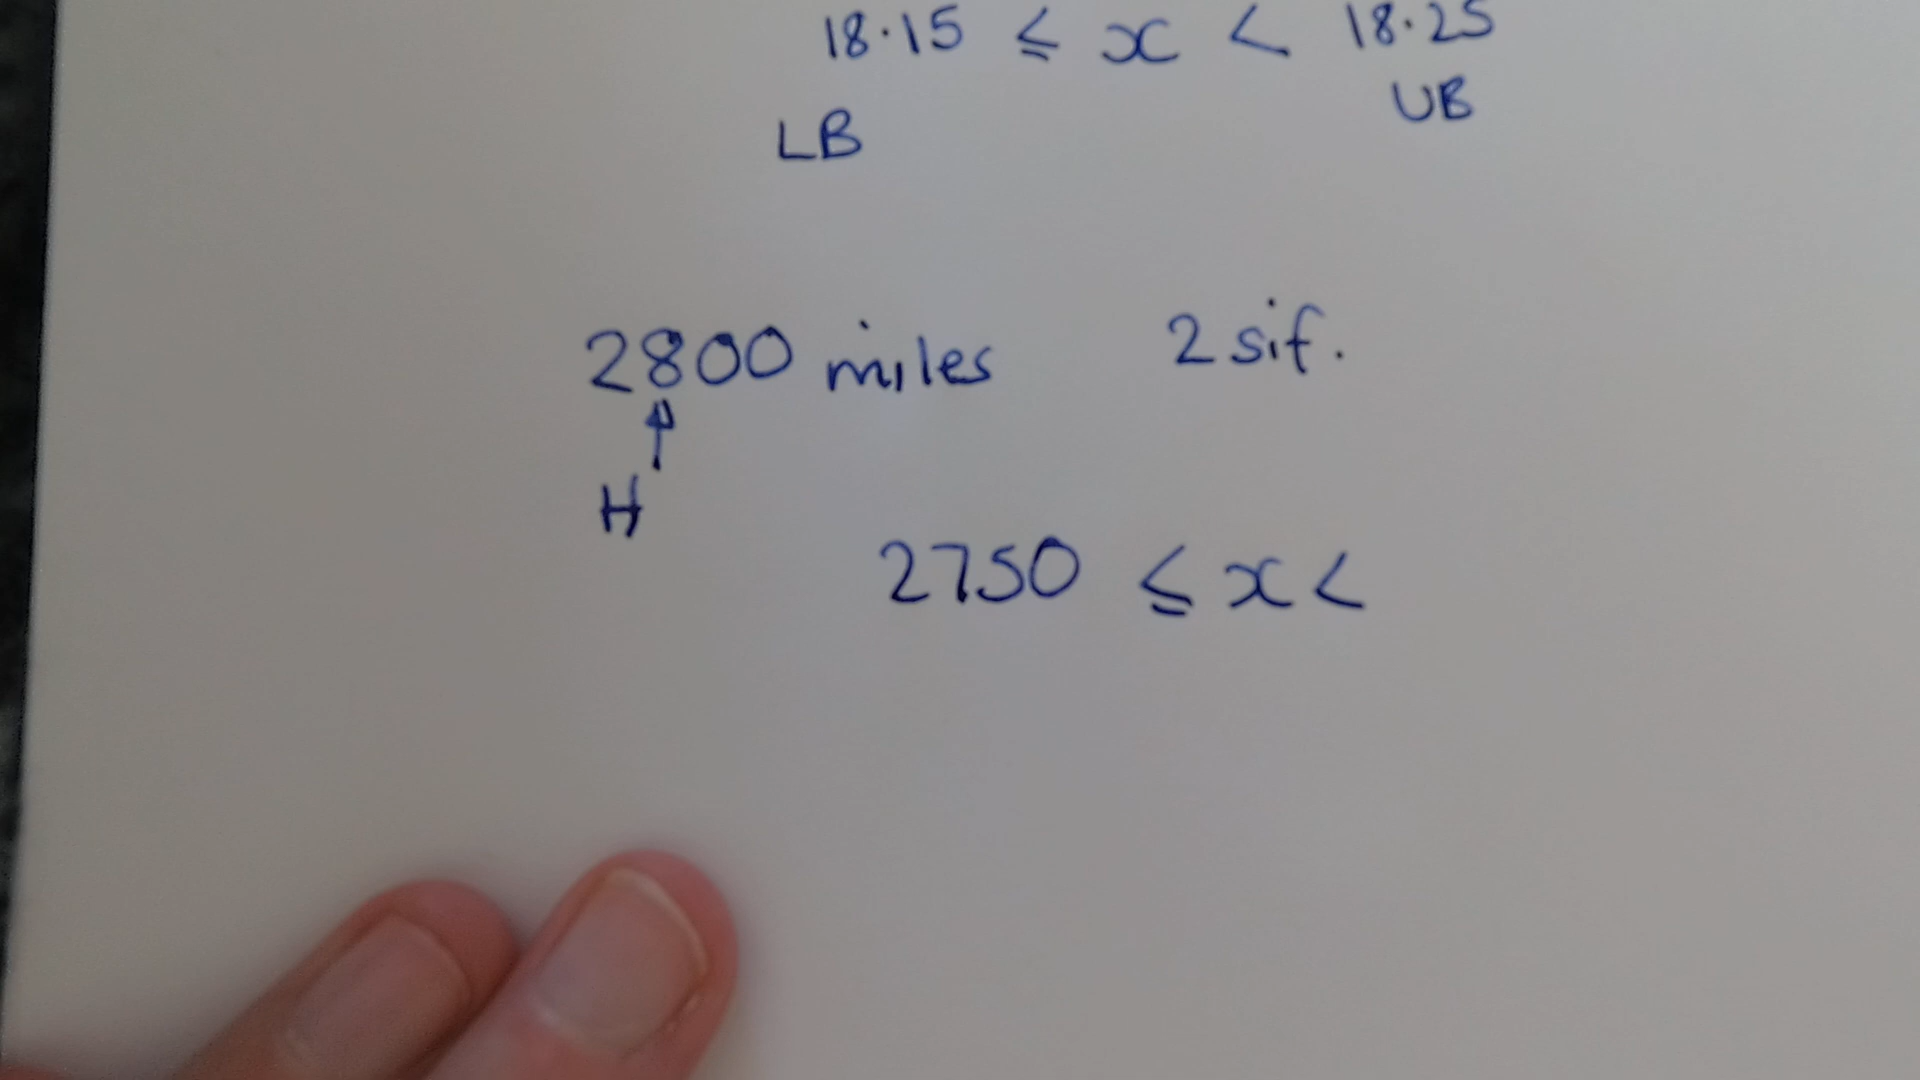 18.15 ≤ x < 18.25
LB UB
2800 miles 2 sif.
H
2750 ≤ x <